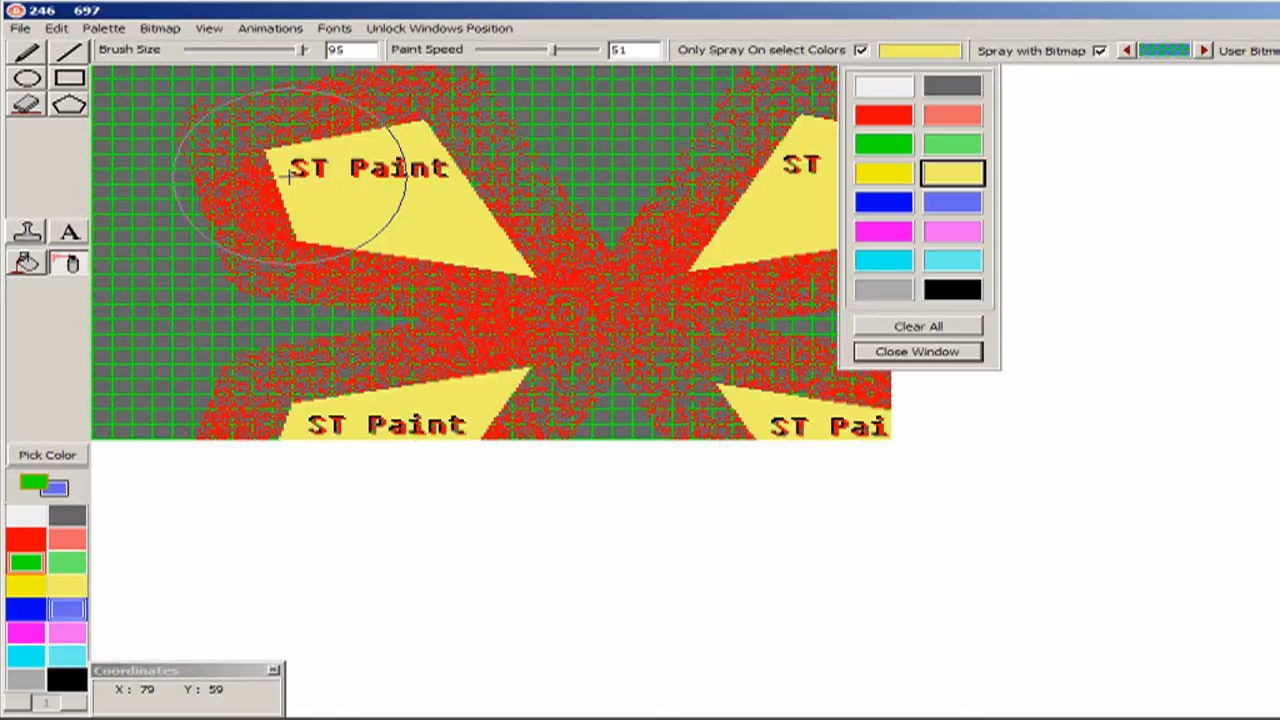 246 697
File Edit Palette Bitmap View Animations Fonts Unlock Windows Position
Brush Size 95 Paint Speed 51 Only Spray On select Colors Spray with Bitmap User Bitm
ST Paint
ST
Clear All
Close Window
ST Paint
ST Pai
A
Pick Color
1
Coordinates
X: 79 Y: 59